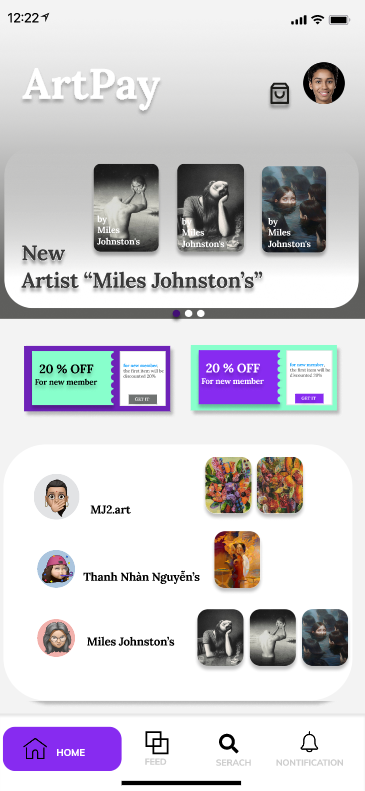 12:22
ArtPay
by
Miles
Johnston's
by
Miles
Johnston's
by
Miles
Johnston's
New
Artist “Miles Johnston’s”
20 % OFF
For new member
for new member,
the first item will be
discounted 20%
GET IT
20 % OFF
For new member
for new member,
the first item will be
discounted 20%
GET IT
MJ2.art
Thanh Nhàn Nguyễn’s
Miles Johnston’s
HOME
FEED
SERACH
NONTIFICATION